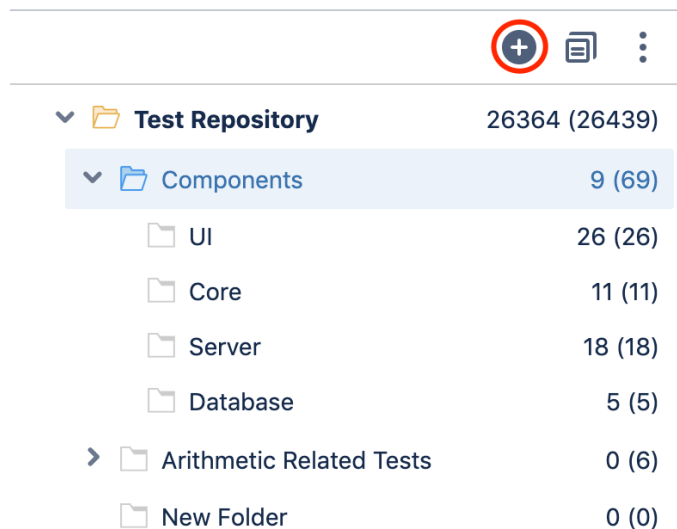 Test Repository 26364 (26439)
Components 9 (69)
UI 26 (26)
Core 11 (11)
Server 18 (18)
Database 5 (5)
Arithmetic Related Tests 0 (6)
New Folder 0 (0)